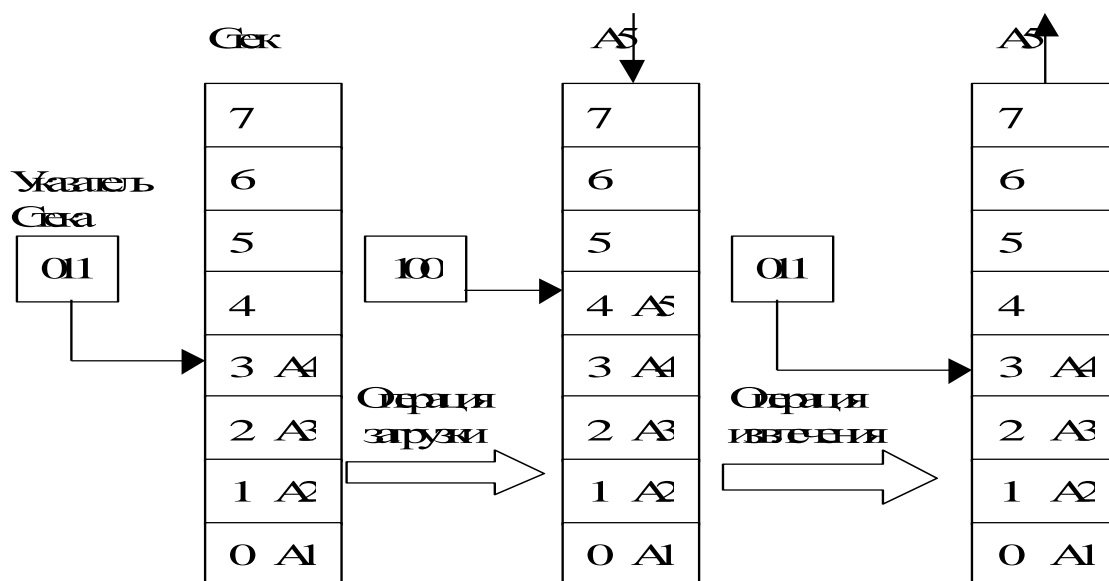 Стек
A5
A5
7
7
7
Указатель
Стека
6
6
6
011
5
100
5
011
5
4
4 A5
4
3 A4
3 A4
3 A4
Операция
загрузки
Операция
извлечения
2 A3
2 A3
2 A3
1 A2
1 A2
1 A2
0 A1
0 A1
0 A1